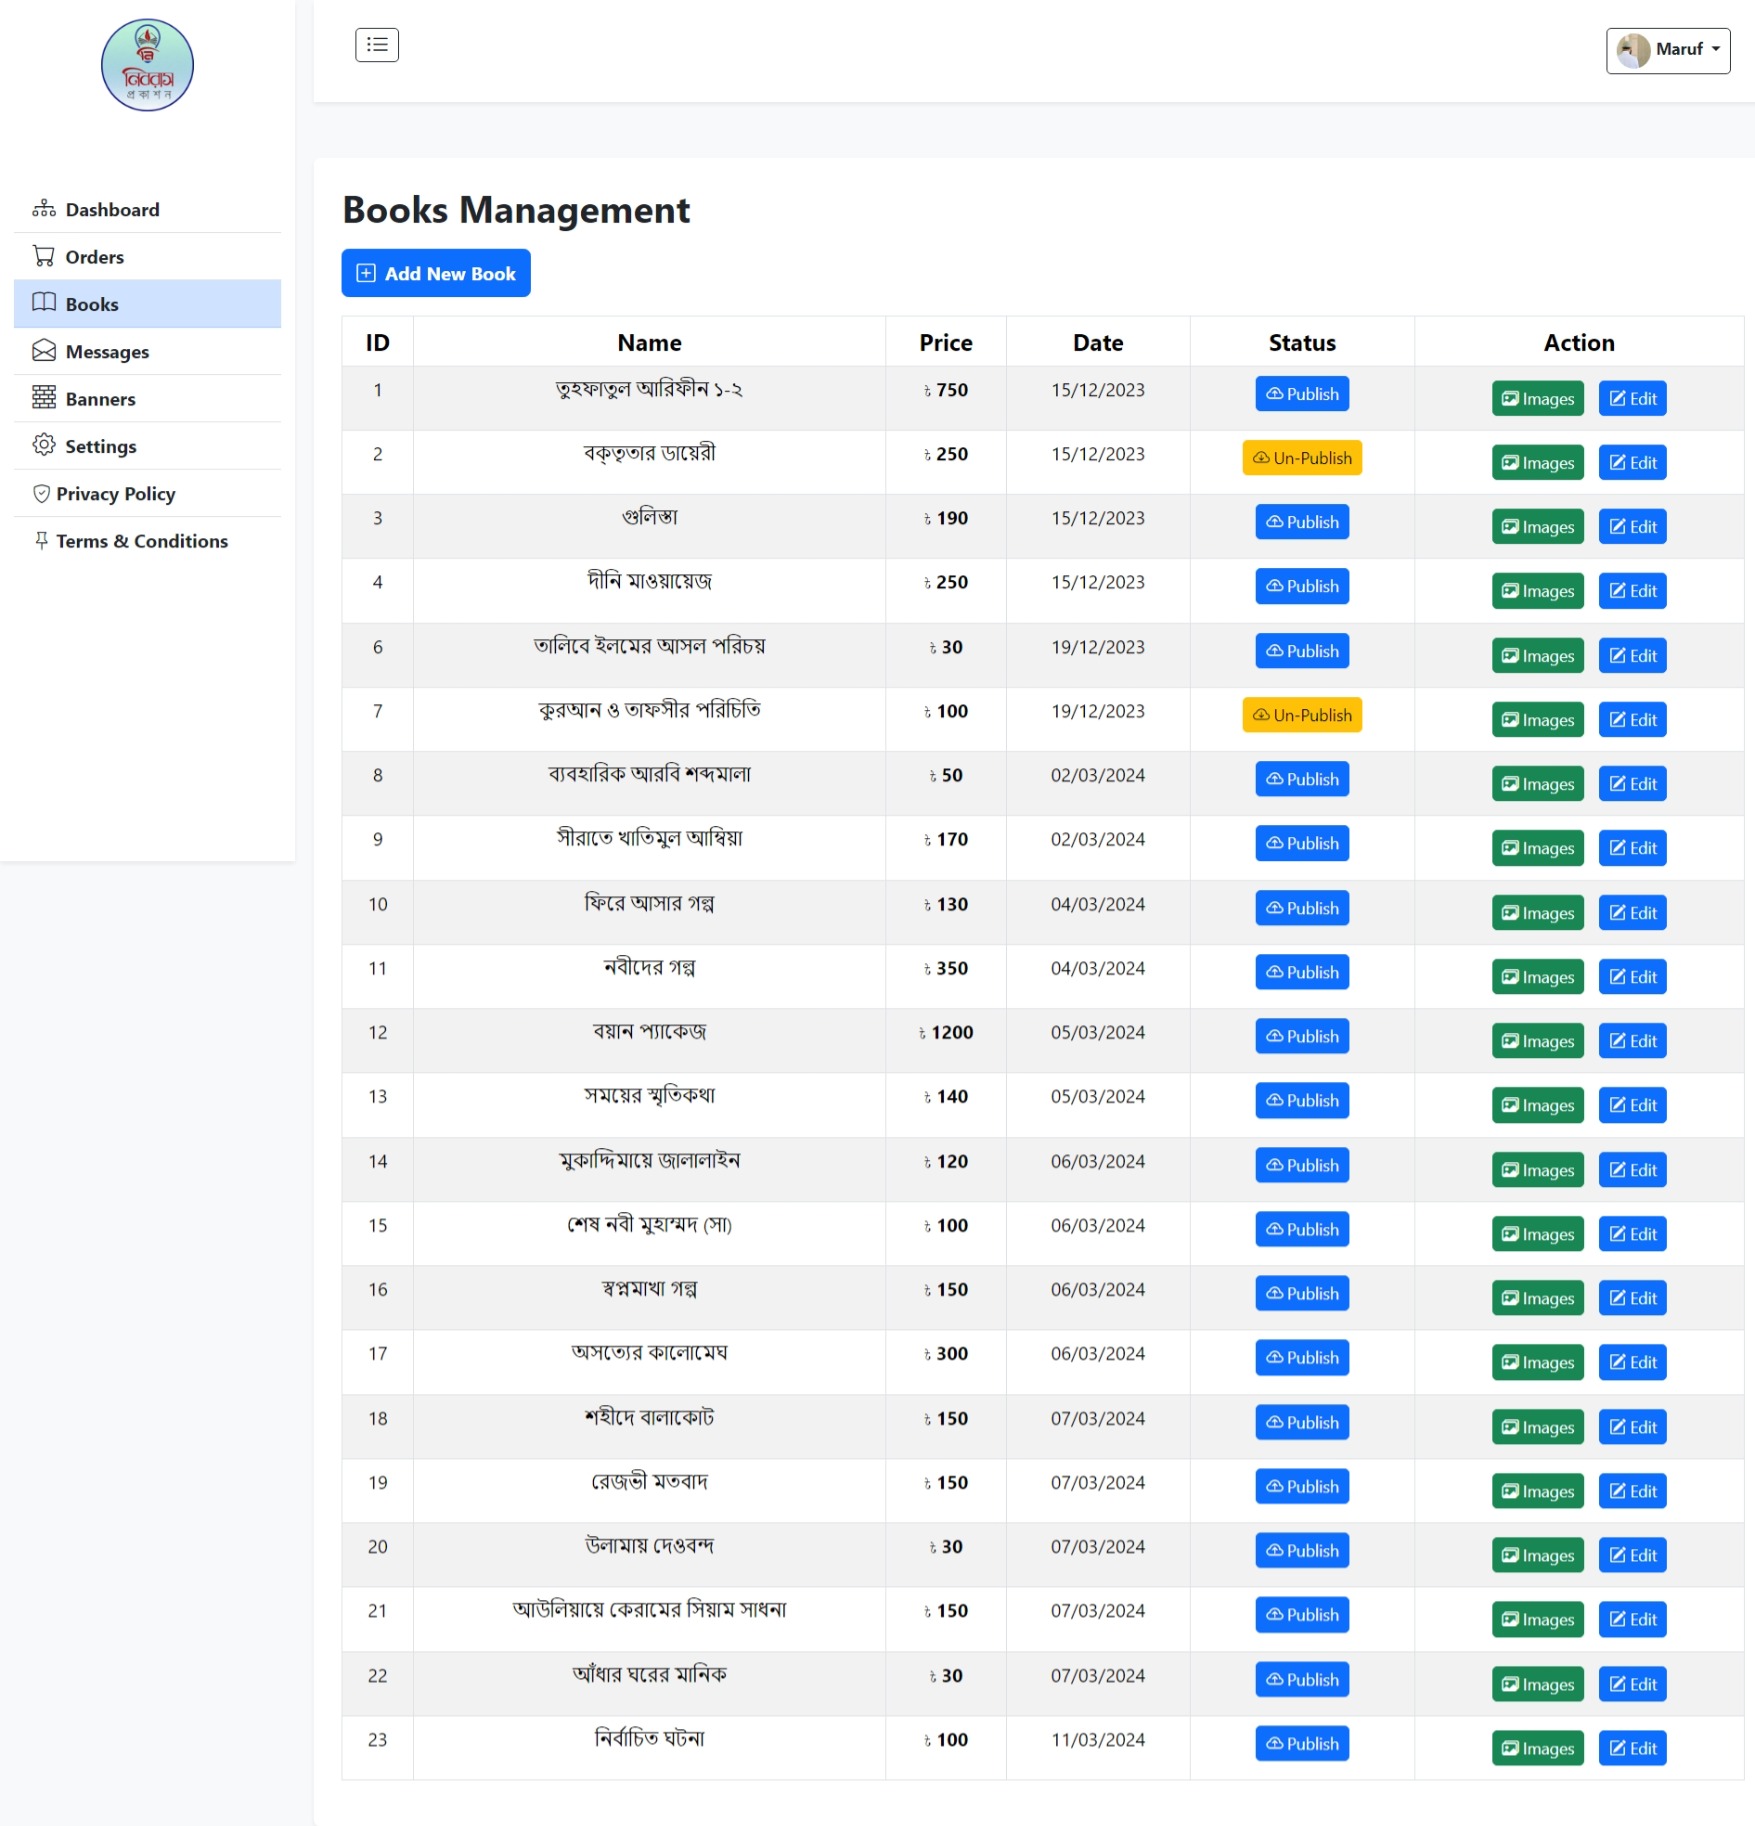 নিবরাস
প্রকাশন
Maruf
Dashboard
Orders
Books
Messages
Banners
Settings
Privacy Policy
Terms & Conditions
Books Management
Add New Book
ID Name Price Date Status Action
1 তুহফাতুল আরিফীন ১-২ ৳ 750 15/12/2023 Publish Images Edit
2 বক্তৃতার ডায়েরী ৳ 250 15/12/2023 Un-Publish Images Edit
3 গুলিস্তা ৳ 190 15/12/2023 Publish Images Edit
4 দীনি মাওয়ায়েজ ৳ 250 15/12/2023 Publish Images Edit
6 তালিবে ইলমের আসল পরিচয় ৳ 30 19/12/2023 Publish Images Edit
7 কুরআন ও তাফসীর পরিচিতি ৳ 100 19/12/2023 Un-Publish Images Edit
8 ব্যবহারিক আরবি শব্দমালা ৳ 50 02/03/2024 Publish Images Edit
9 সীরাতে খাতিমুল আম্বিয়া ৳ 170 02/03/2024 Publish Images Edit
10 ফিরে আসার গল্প ৳ 130 04/03/2024 Publish Images Edit
11 নবীদের গল্প ৳ 350 04/03/2024 Publish Images Edit
12 বয়ান প্যাকেজ ৳ 1200 05/03/2024 Publish Images Edit
13 সময়ের স্মৃতিকথা ৳ 140 05/03/2024 Publish Images Edit
14 মুকাদ্দিমায়ে জালালাইন ৳ 120 06/03/2024 Publish Images Edit
15 শেষ নবী মুহাম্মদ (সা) ৳ 100 06/03/2024 Publish Images Edit
16 স্বপ্নমাখা গল্প ৳ 150 06/03/2024 Publish Images Edit
17 অসত্যের কালোমেঘ ৳ 300 06/03/2024 Publish Images Edit
18 শহীদে বালাকোট ৳ 150 07/03/2024 Publish Images Edit
19 রেজভী মতবাদ ৳ 150 07/03/2024 Publish Images Edit
20 উলামায় দেওবন্দ ৳ 30 07/03/2024 Publish Images Edit
21 আউলিয়ায়ে কেরামের সিয়াম সাধনা ৳ 150 07/03/2024 Publish Images Edit
22 আঁধার ঘরের মানিক ৳ 30 07/03/2024 Publish Images Edit
23 নির্বাচিত ঘটনা ৳ 100 11/03/2024 Publish Images Edit